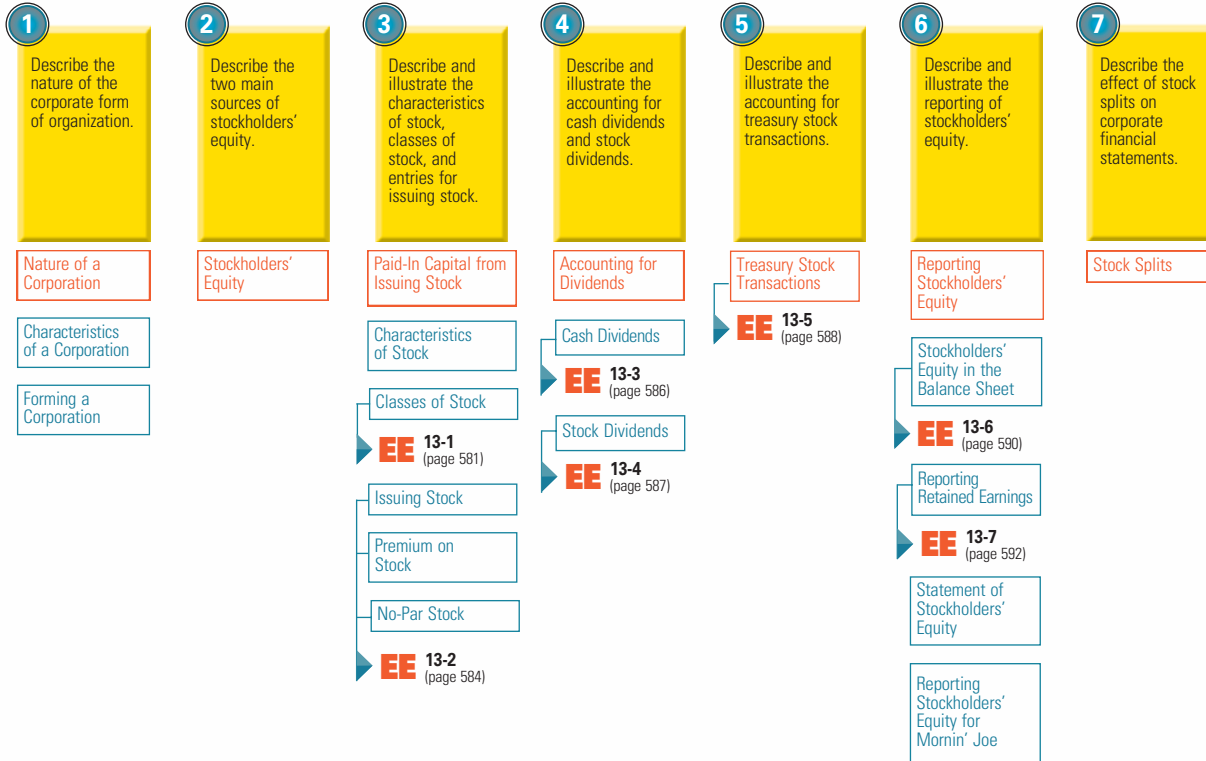 1
Describe the
nature of the
corporate form
of organization.
Nature of a
Corporation
Characteristics
of a Corporation
Forming a
Corporation
2
Describe the
two main
sources of
stockholders'
equity.
Stockholders'
Equity
3
Describe and
illustrate the
characteristics
of stock,
classes of
stock, and
entries for
issuing stock.
Paid-In Capital from
Issuing Stock
Characteristics
of Stock
Classes of Stock
EE 13-1
(page 581)
Issuing Stock
Premium on
Stock
No-Par Stock
EE 13-2
(page 584)
4
Describe and
illustrate the
accounting for
cash dividends
and stock
dividends.
Accounting for
Dividends
Cash Dividends
EE 13-3
(page 586)
Stock Dividends
EE 13-4
(page 587)
5
Describe and
illustrate the
accounting for
treasury stock
transactions.
Treasury Stock
Transactions
EE 13-5
(page 588)
6
Describe and
illustrate the
reporting of
stockholders'
equity.
Reporting
Stockholders'
Equity
Stockholders'
Equity in the
Balance Sheet
EE 13-6
(page 590)
Reporting
Retained Earnings
EE 13-7
(page 592)
Statement of
Stockholders'
Equity
Reporting
Stockholders'
Equity for
Mornin' Joe
7
Describe the
effect of stock
splits on
corporate
financial
statements.
Stock Splits